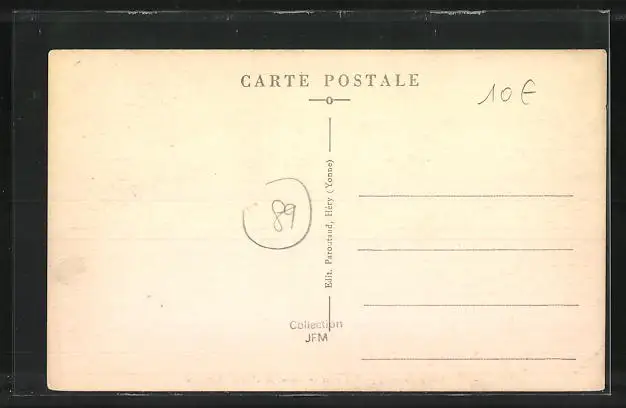 CARTE POSTALE
10€
89
Edit. Paroutaud, Héry (Yonne)
Collection
JFM